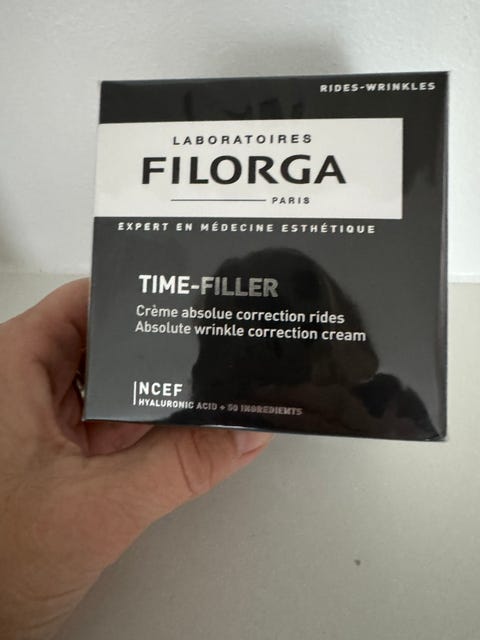 RIDES-WRINKLES
LABORATOIRES
FILORGA
PARIS
EXPERT EN MÉDECINE ESTHÉTIQUE
TIME-FILLER
Crème absolue correction rides
Absolute wrinkle correction cream
NCEF
HYALURONIC ACID + 50 INGREDIENTS